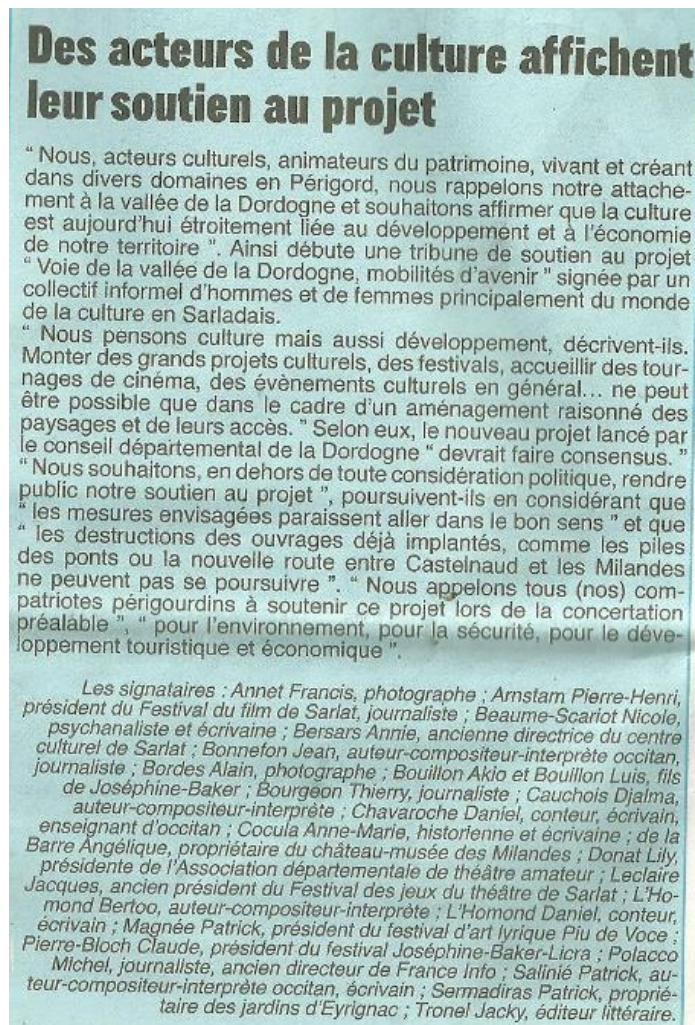 Des acteurs de la culture affichent
leur soutien au projet
“ Nous, acteurs culturels, animateurs du patrimoine, vivant et créant
dans divers domaines en Périgord, nous rappelons notre attache-
ment à la vallée de la Dordogne et souhaitons affirmer que la culture
est aujourd’hui étroitement liée au développement et à l’économie
de notre territoire ”. Ainsi débute une tribune de soutien au projet
“ Voie de la vallée de la Dordogne, mobilités d’avenir ” signée par un
collectif informel d’hommes et de femmes principalement du monde
de la culture en Sarladais.
“ Nous pensons culture mais aussi développement, décrivent-ils.
Monter des grands projets culturels, des festivals, accueillir des tour-
nages de cinéma, des évènements culturels en général... ne peut
être possible que dans le cadre d’un aménagement raisonné des
paysages et de leurs accès. ” Selon eux, le nouveau projet lancé par
le conseil départemental de la Dordogne “ devrait faire consensus. ”
“ Nous souhaitons, en dehors de toute considération politique, rendre
public notre soutien au projet ”, poursuivent-ils en considérant que
“ les mesures envisagées paraissent aller dans le bon sens ” et que
“ les destructions des ouvrages déjà implantés, comme les piles
des ponts ou la nouvelle route entre Castelnaud et les Milandes
ne peuvent pas se poursuivre ”. “ Nous appelons tous (nos) com-
patriotes périgourdins à soutenir ce projet lors de la concertation
préalable ”, “ pour l’environnement, pour la sécurité, pour le déve-
loppement touristique et économique ”.
Les signataires : Annet Francis, photographe ; Arnstam Pierre-Henri,
président du Festival du film de Sarlat, journaliste ; Beaume-Scariot Nicole,
psychanaliste et écrivaine ; Bersars Annie, ancienne directrice du centre
culturel de Sarlat ; Bonnefon Jean, auteur-compositeur-interprète occitan,
journaliste ; Bordes Alain, photographe ; Bouillon Akio et Bouillon Luis, fils
de Joséphine-Baker ; Bourgeon Thierry, journaliste ; Cauchois Djalma,
auteur-compositeur-interprète ; Chavaroche Daniel, conteur, écrivain,
enseignant d’occitan ; Cocula Anne-Marie, historienne et écrivaine ; de la
Barre Angélique, propriétaire du château-musée des Milandes ; Donat Lily,
présidente de l’Association départementale de théâtre amateur ; Leclaire
Jacques, ancien président du Festival des jeux du théâtre de Sarlat ; L’Ho-
mond Bertoo, auteur-compositeur-interprète ; L’Homond Daniel, conteur,
écrivain ; Magnée Patrick, président du festival d’art lyrique Piu de Voce ;
Pierre-Bloch Claude, président du festival Joséphine-Baker-Licra ; Polacco
Michel, journaliste, ancien directeur de France Info ; Salinié Patrick, au-
teur-compositeur-interprète occitan, écrivain ; Sermadiras Patrick, proprié-
taire des jardins d’Eyrignac ; Tronel Jacky, éditeur littéraire.